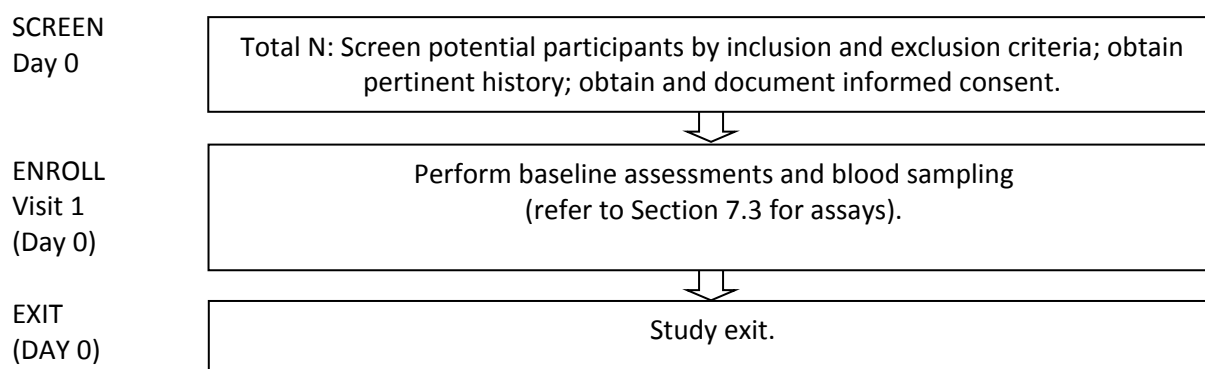 SCREEN
Day 0
Total N: Screen potential participants by inclusion and exclusion criteria; obtain
pertinent history; obtain and document informed consent.
ENROLL
Visit 1
(Day 0)
Perform baseline assessments and blood sampling
(refer to Section 7.3 for assays).
EXIT
(DAY 0)
Study exit.